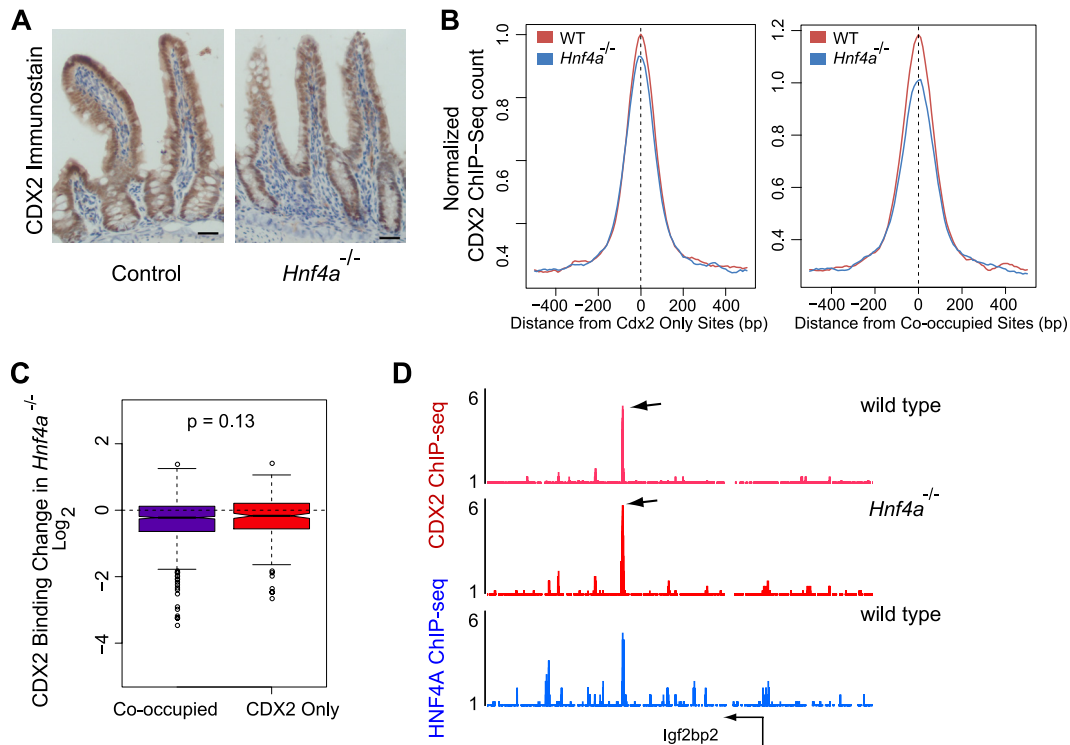 A
CDX2 Immunostain
Control
Hnf4a-/-
B
Normalized
CDX2 ChIP-Seq count
WT
Hnf4a-/-
1.0
0.8
0.6
0.4
−400 −200 0 200 400
Distance from Cdx2 Only Sites (bp)
WT
Hnf4a-/-
1.2
1.0
0.8
0.6
0.4
−400 −200 0 200 400
Distance from Co-occupied Sites (bp)
C
CDX2 Binding Change in Hnf4a-/-
Log2
p = 0.13
2
0
−2
−4
Co-occupied
CDX2 Only
D
CDX2 ChIP-seq
HNF4A ChIP-seq
6
1
wild type
6
1
Hnf4a-/-
6
1
wild type
Igf2bp2